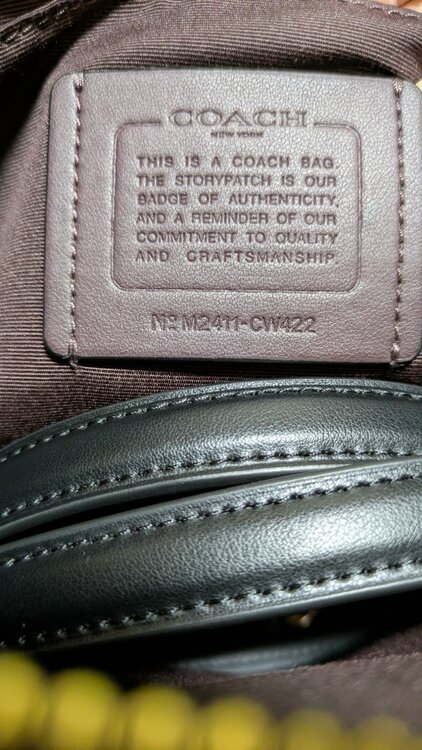 COACH
NEW YORK
THIS IS A COACH BAG.
THE STORYPATCH IS OUR
BADGE OF AUTHENTICITY,
AND A REMINDER OF OUR
COMMITMENT TO QUALITY
AND CRAFTSMANSHIP.
Nº M2411-CW422